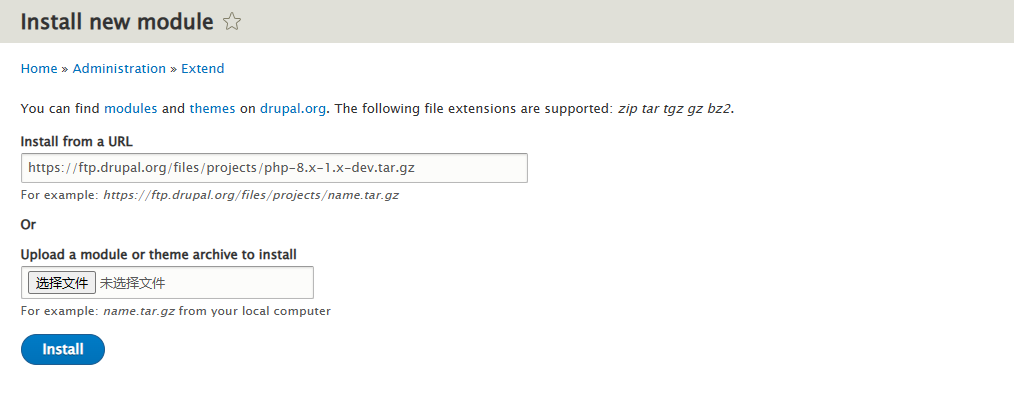 Install new module
Home » Administration » Extend
You can find modules and themes on drupal.org. The following file extensions are supported: zip tar tgz gz bz2.
Install from a URL
https://ftp.drupal.org/files/projects/php-8.x-1.x-dev.tar.gz
For example: https://ftp.drupal.org/files/projects/name.tar.gz
Or
Upload a module or theme archive to install
选择文件 未选择文件
For example: name.tar.gz from your local computer
Install